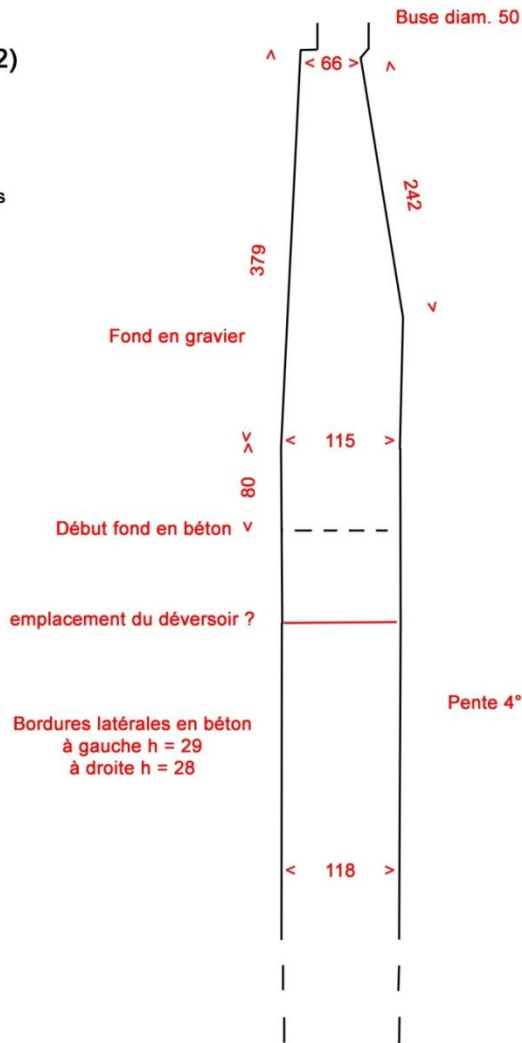 Buse diam. 50
2)
< 66 >
s
242
379
Fond en gravier
< 115 >
80
Début fond en béton
emplacement du déversoir ?
Pente 4°
Bordures latérales en béton
à gauche h = 29
à droite h = 28
< 118 >